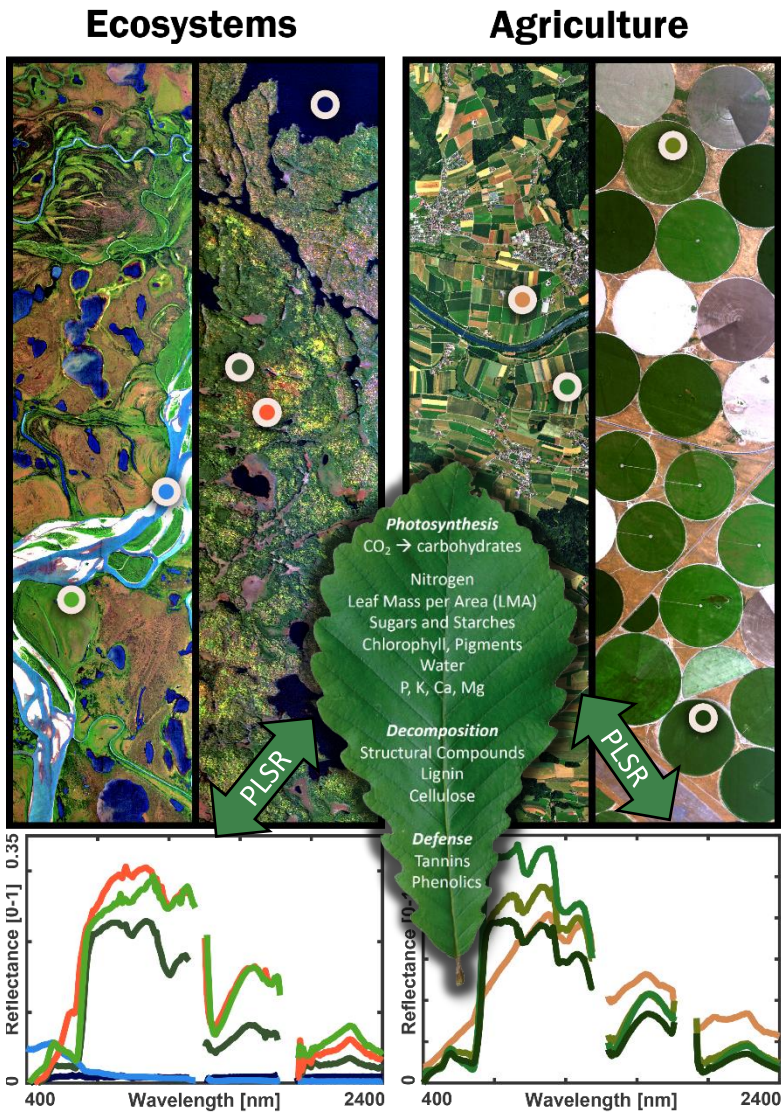 Ecosystems
Agriculture
Photosynthesis
CO₂ → carbohydrates
Nitrogen
Leaf Mass per Area (LMA)
Sugars and Starches
Chlorophyll, Pigments
Water
P, K, Ca, Mg
Decomposition
Structural Compounds
Lignin
Cellulose
Defense
Tannins
Phenolics
PLSR
PLSR
0.35
Reflectance [0-1]
0
400
Wavelength [nm]
2400
Reflectance [0-
0
400
Wavelength [nm]
2400